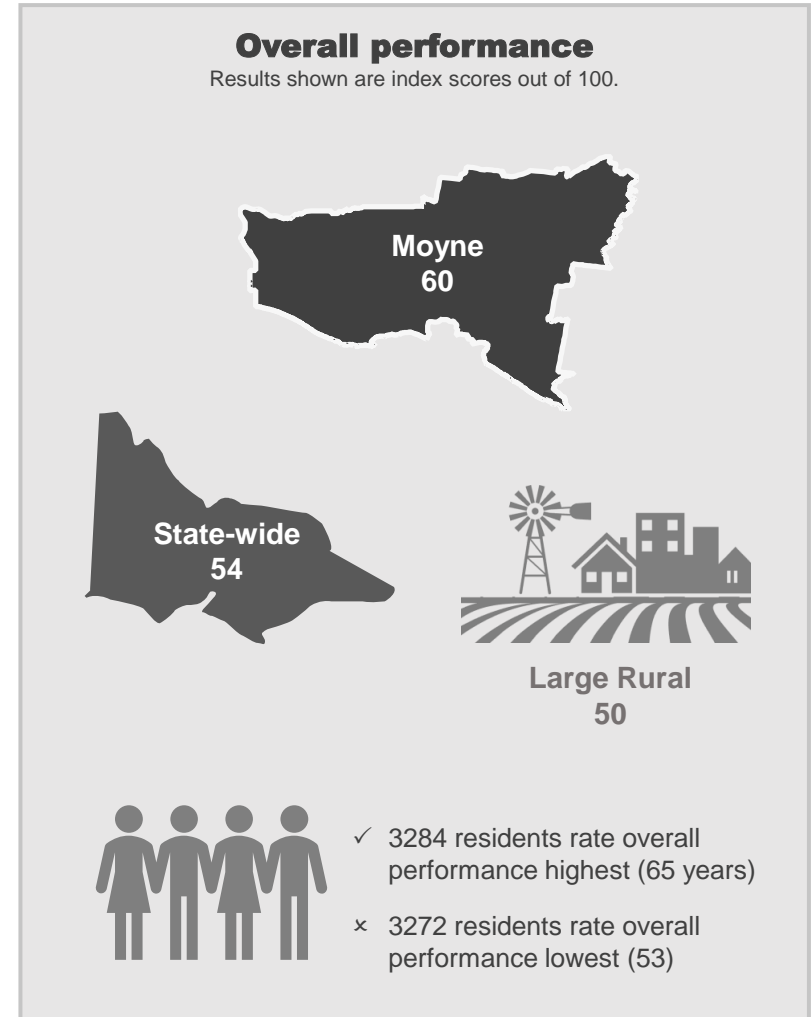 Overall performance
Results shown are index scores out of 100.
Moyne
60
State-wide
54
Large Rural
50
✓ 3284 residents rate overall
performance highest (65 years)
× 3272 residents rate overall
performance lowest (53)